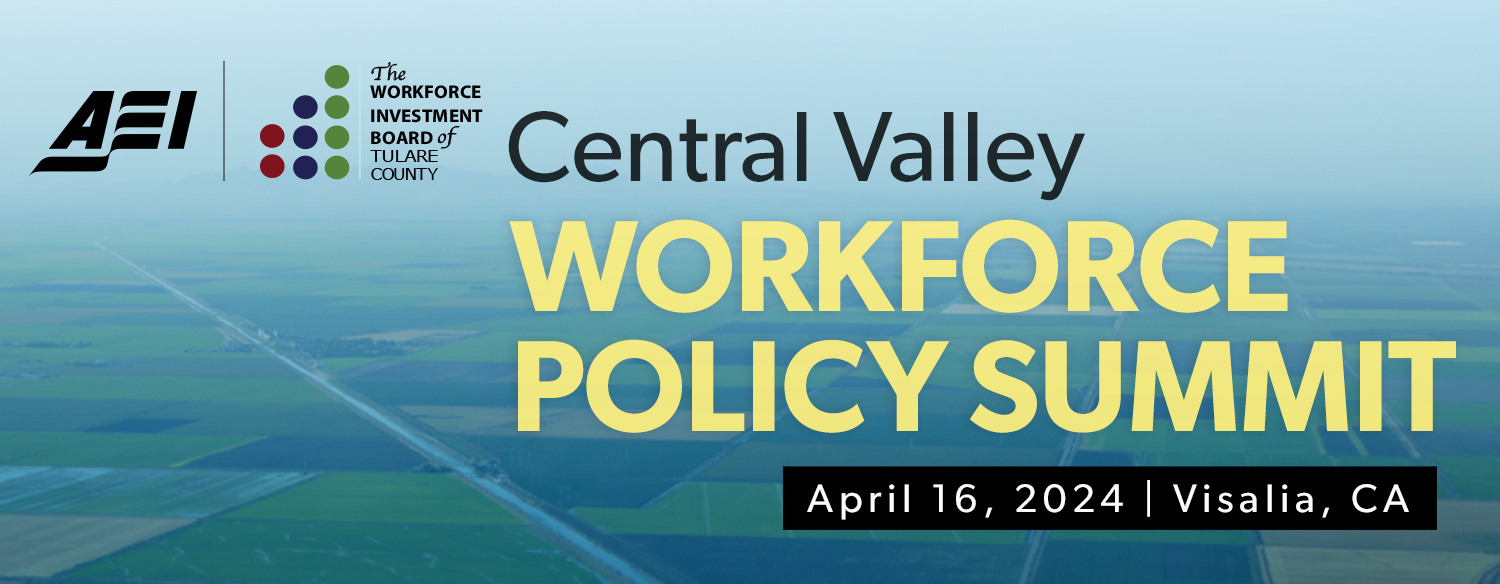 AEI
The
WORKFORCE
INVESTMENT
BOARD of
TULARE
COUNTY
Central Valley
WORKFORCE
POLICY SUMMIT
April 16, 2024 | Visalia, CA